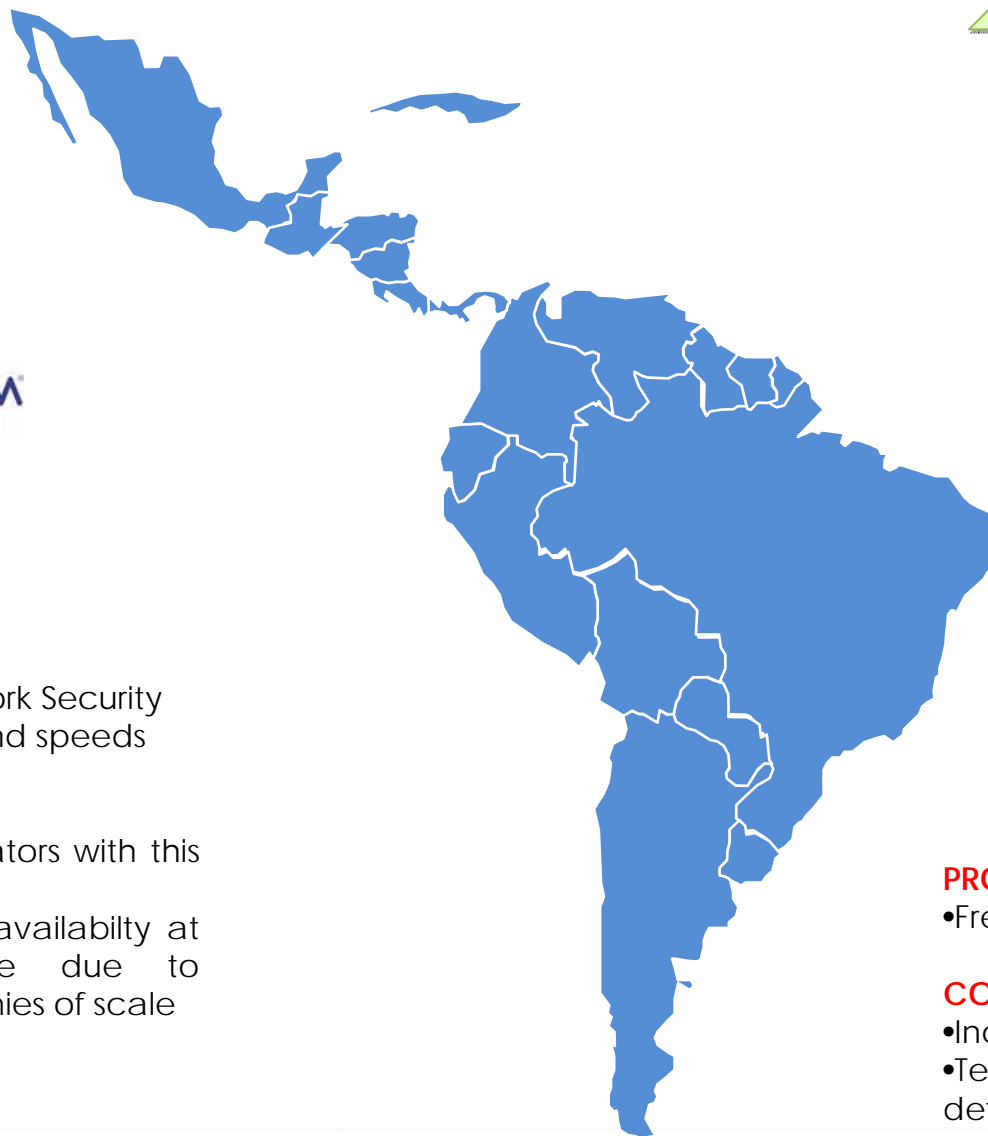 rk Security
nd speeds
ators with this
availabilty at
e due to
nies of scale
PRO
•Fre
CO
•Inc
•Te
det